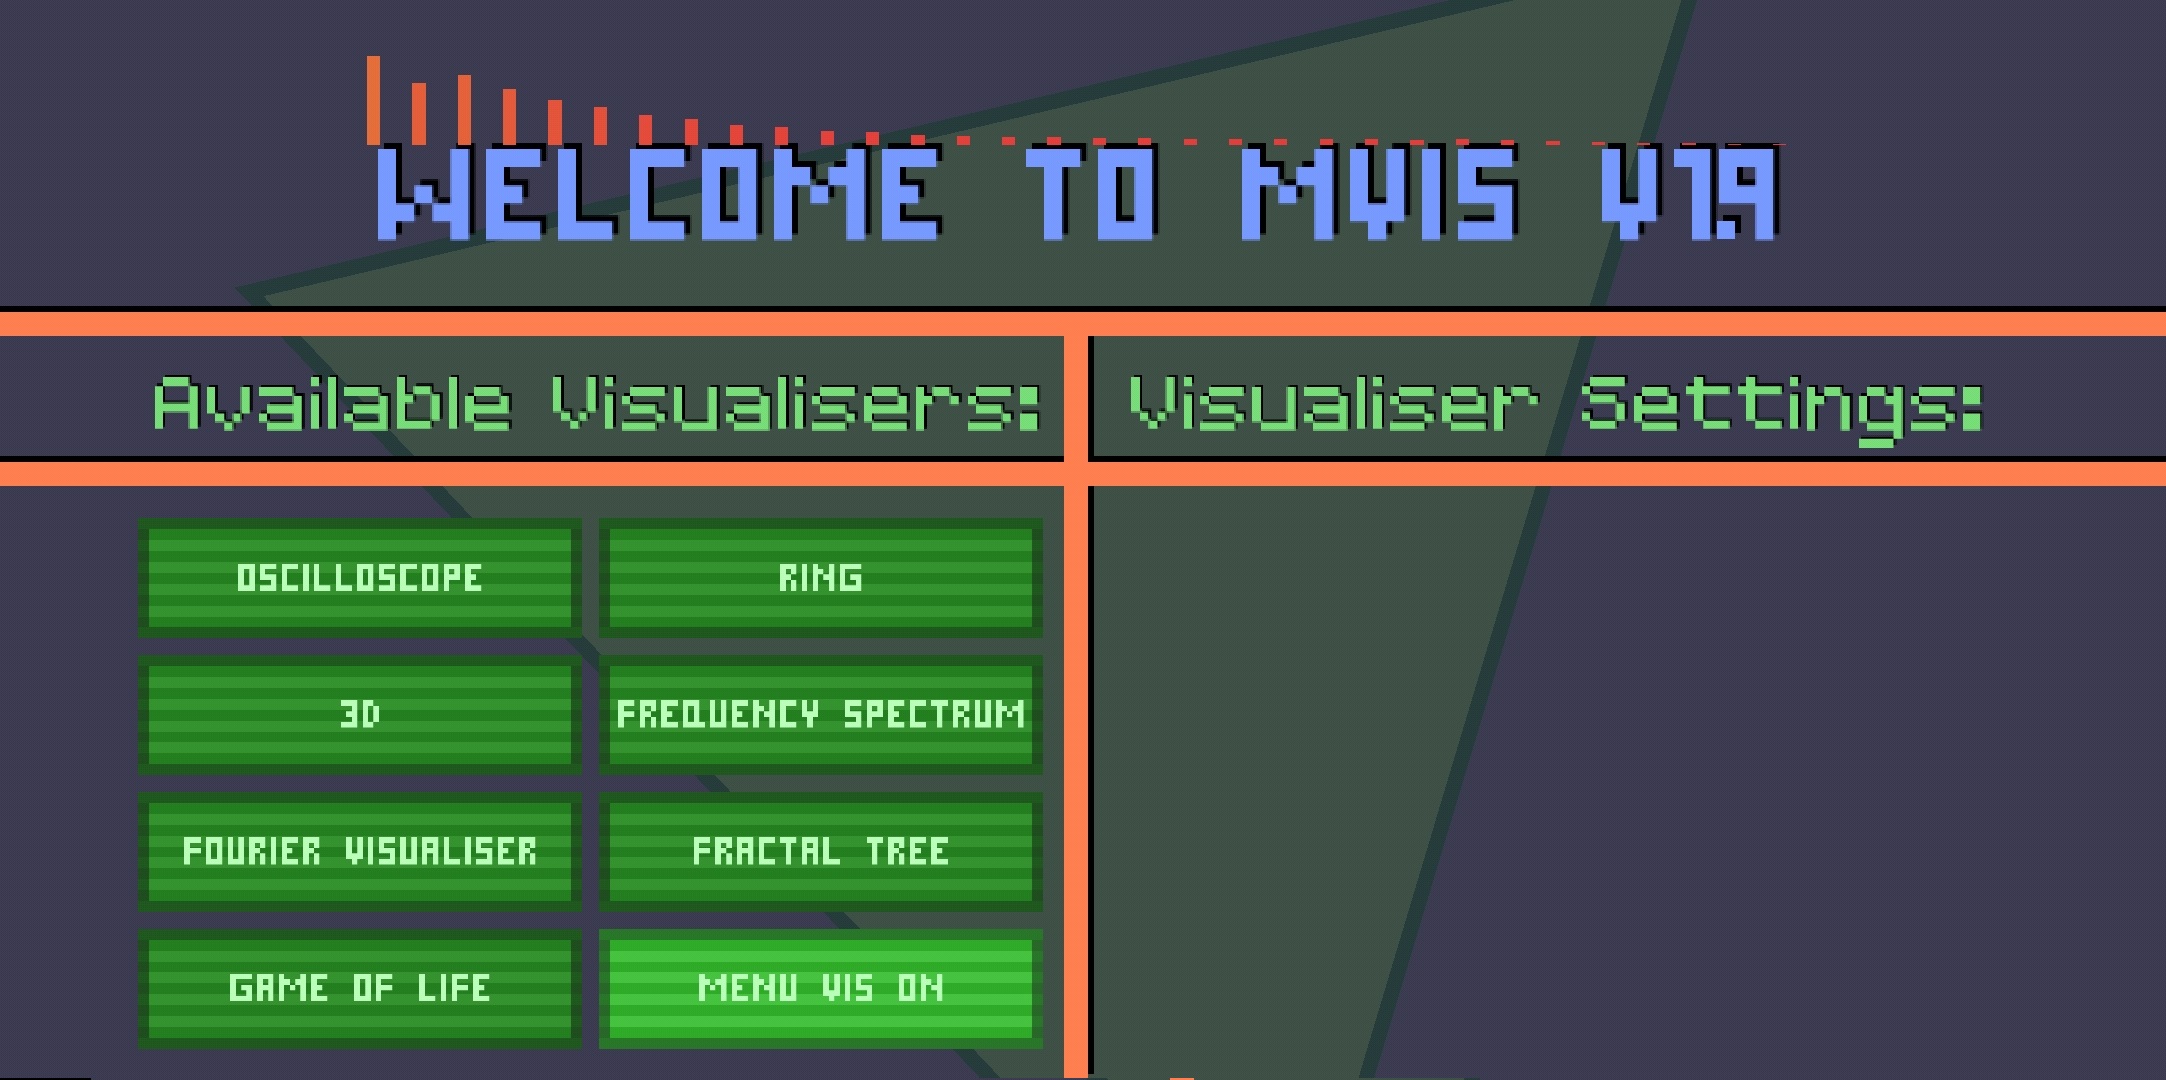 WELCOME TO MVIS V1.9
Available Visualisers:
Visualiser Settings:
OSCILLOSCOPE
RING
3D
FREQUENCY SPECTRUM
FOURIER VISUALISER
FRACTAL TREE
GAME OF LIFE
MENU VIS ON